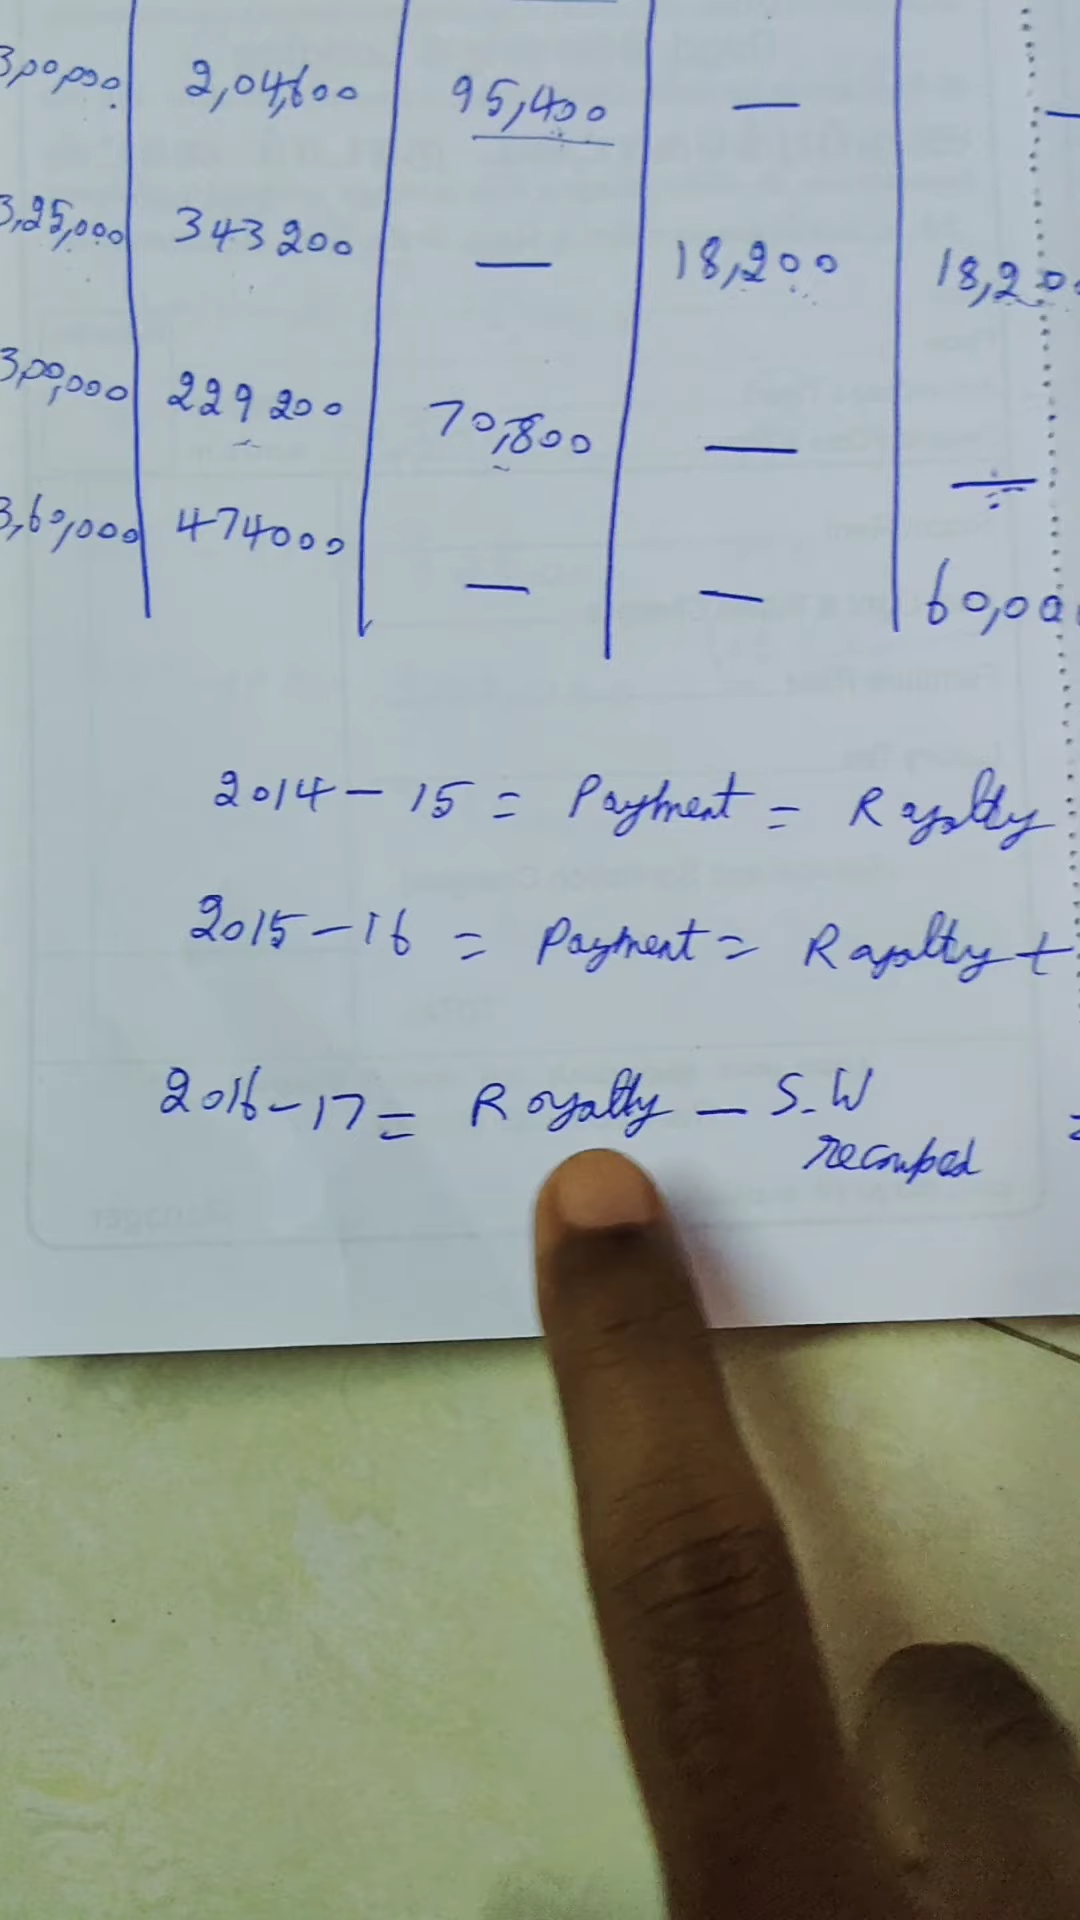 3,00,000 2,04,600 95,400 — —
3,25,000 343200 — 18,200 18,20
3,00,000 229200 70,800 — —
3,60,000 474000 — — 60,00
2014-15 = Payment = Royalty
2015-16 = Payment = Royalty +
2016-17 = Royalty - S.W
recouped